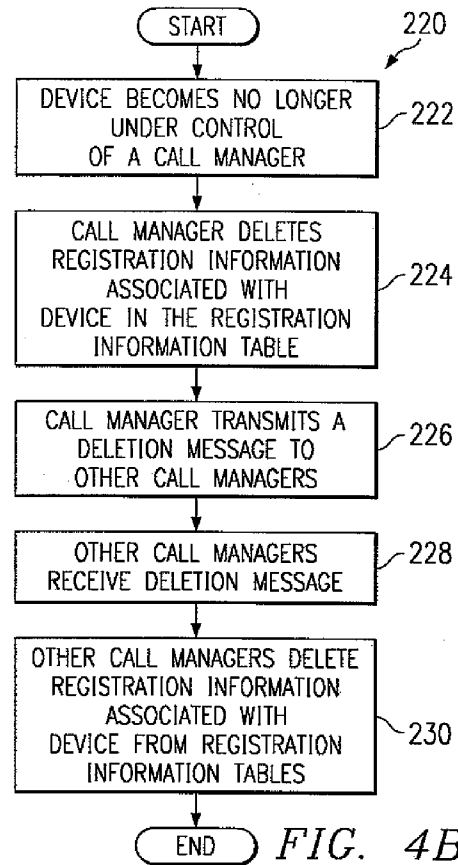 START
220
DEVICE BECOMES NO LONGER
UNDER CONTROL
OF A CALL MANAGER
222
CALL MANAGER DELETES
REGISTRATION INFORMATION
ASSOCIATED WITH
DEVICE IN THE REGISTRATION
INFORMATION TABLE
224
CALL MANAGER TRANSMITS A
DELETION MESSAGE TO
OTHER CALL MANAGERS
226
OTHER CALL MANAGERS
RECEIVE DELETION MESSAGE
228
OTHER CALL MANAGERS DELETE
REGISTRATION INFORMATION
ASSOCIATED WITH
DEVICE FROM REGISTRATION
INFORMATION TABLES
230
END
FIG. 4B